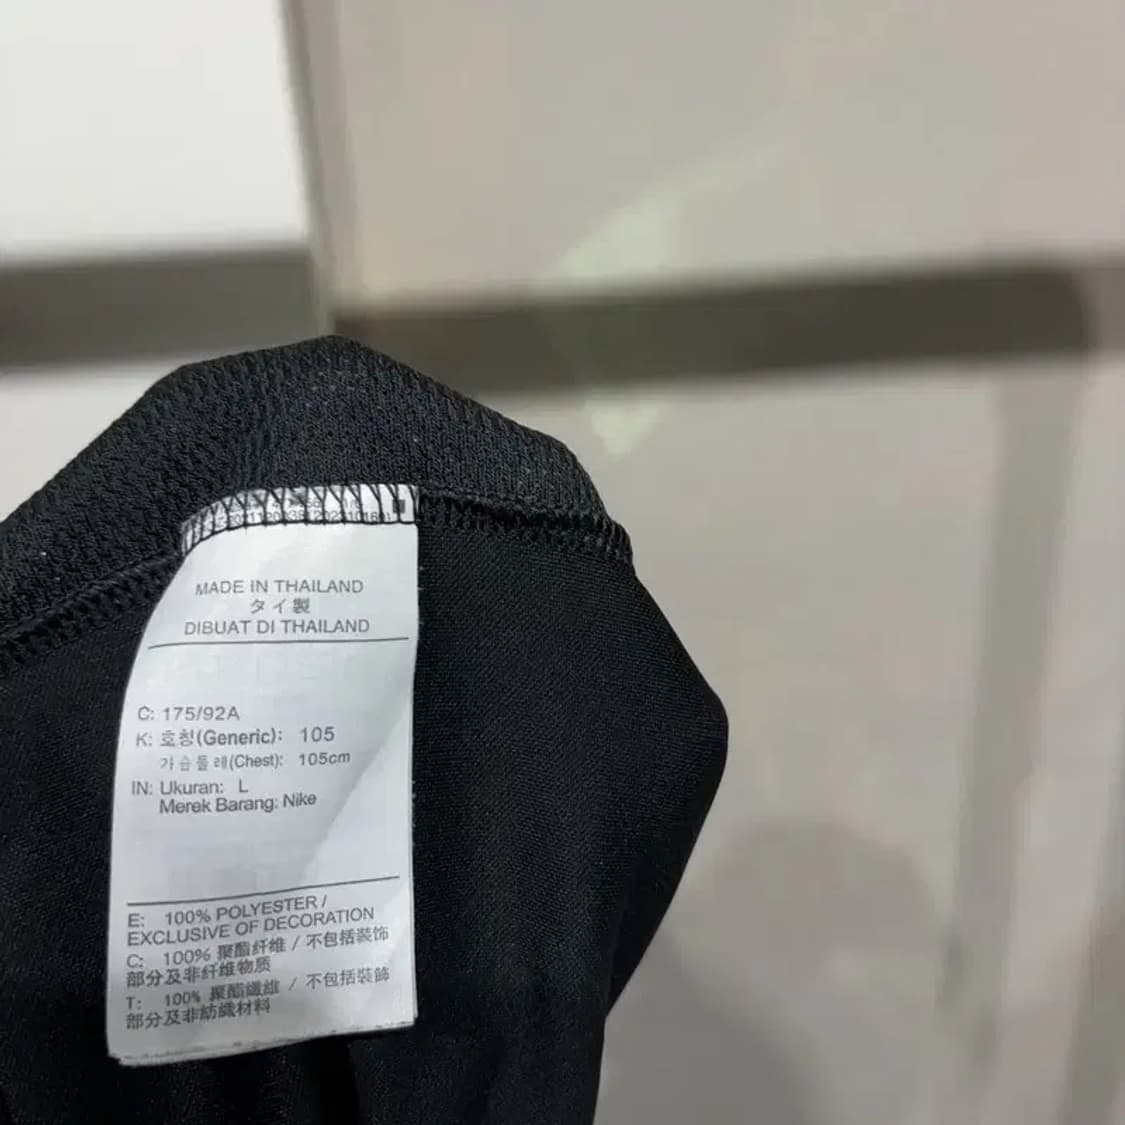 MADE IN THAILAND
タイ製
DIBUAT DI THAILAND
C: 175/92A
K: 호칭(Generic): 105
가슴둘레(Chest): 105cm
IN: Ukuran: L
Merek Barang: Nike
E: 100% POLYESTER /
EXCLUSIVE OF DECORATION
C: 100% 聚酯纤维 / 不包括装饰
部分及非纤维物质
T: 100% 聚酯纖維 / 不包括裝飾
部分及非紡織材料